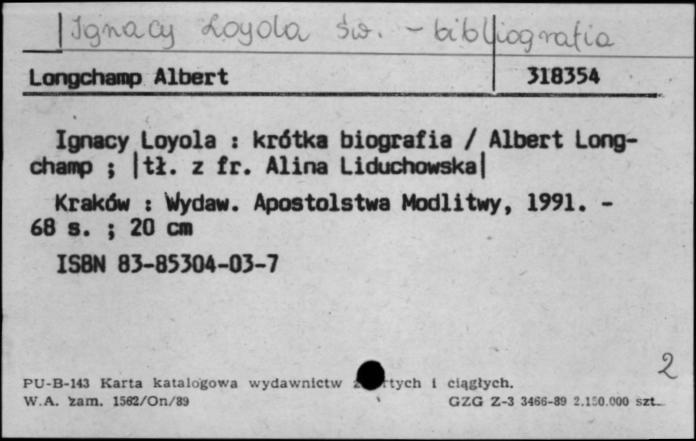 Ignacy Loyola św. - bibliografia
Longchamp Albert 318354
Ignacy Loyola : krótka biografia / Albert Long-
champ ; |tł. z fr. Alina Liduchowska|
Kraków : Wydaw. Apostolstwa Modlitwy, 1991. -
68 s. ; 20 cm
ISBN 83-85304-03-7
2
PU-B-143 Karta katalogowa wydawnictw i ciągłych.
W.A. zam. 1562/On/89 GZG Z-3 3466-89 2.150.000 szt.